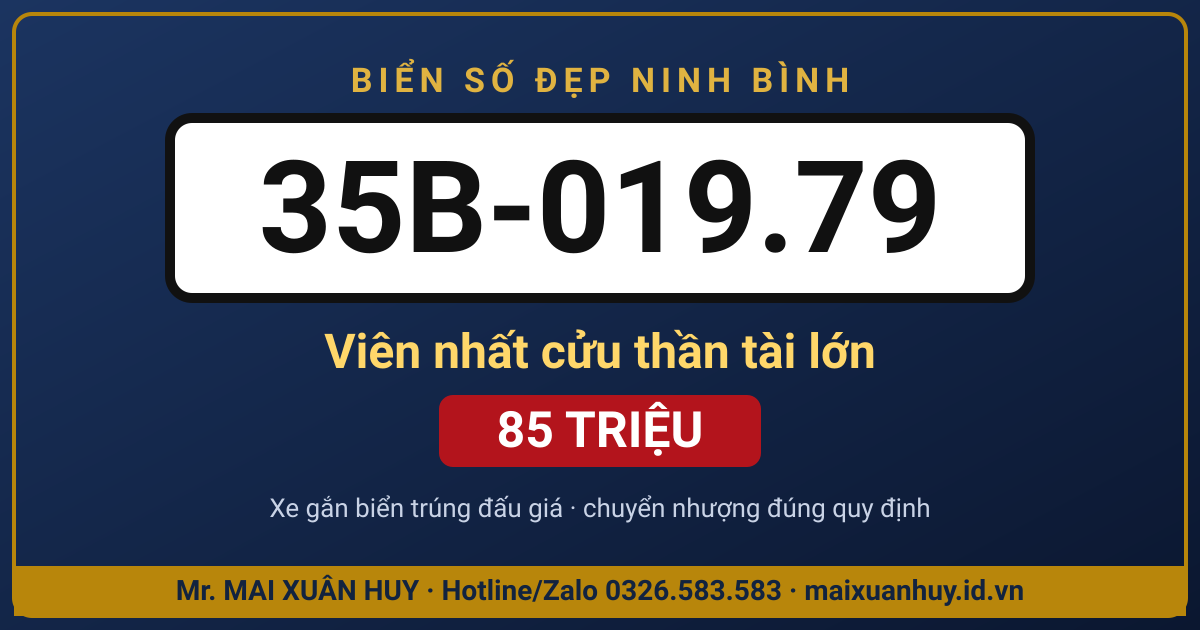 BIỂN SỐ ĐẸP NINH BÌNH
35B-019.79
Viên nhất cửu thần tài lớn
85 TRIỆU
Xe gắn biển trúng đấu giá · chuyển nhượng đúng quy định
Mr. MAI XUÂN HUY · Hotline/Zalo 0326.583.583 · maixuanhuy.id.vn